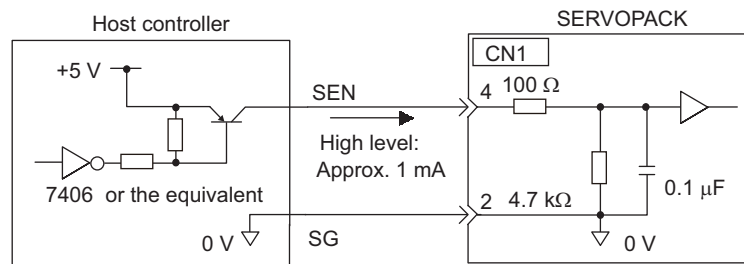 Host controller
SERVOPACK
+5 V
CN1
SEN
4
100 Ω
High level:
Approx. 1 mA
7406 or the equivalent
0.1 µF
2
4.7 kΩ
0 V
SG
0 V